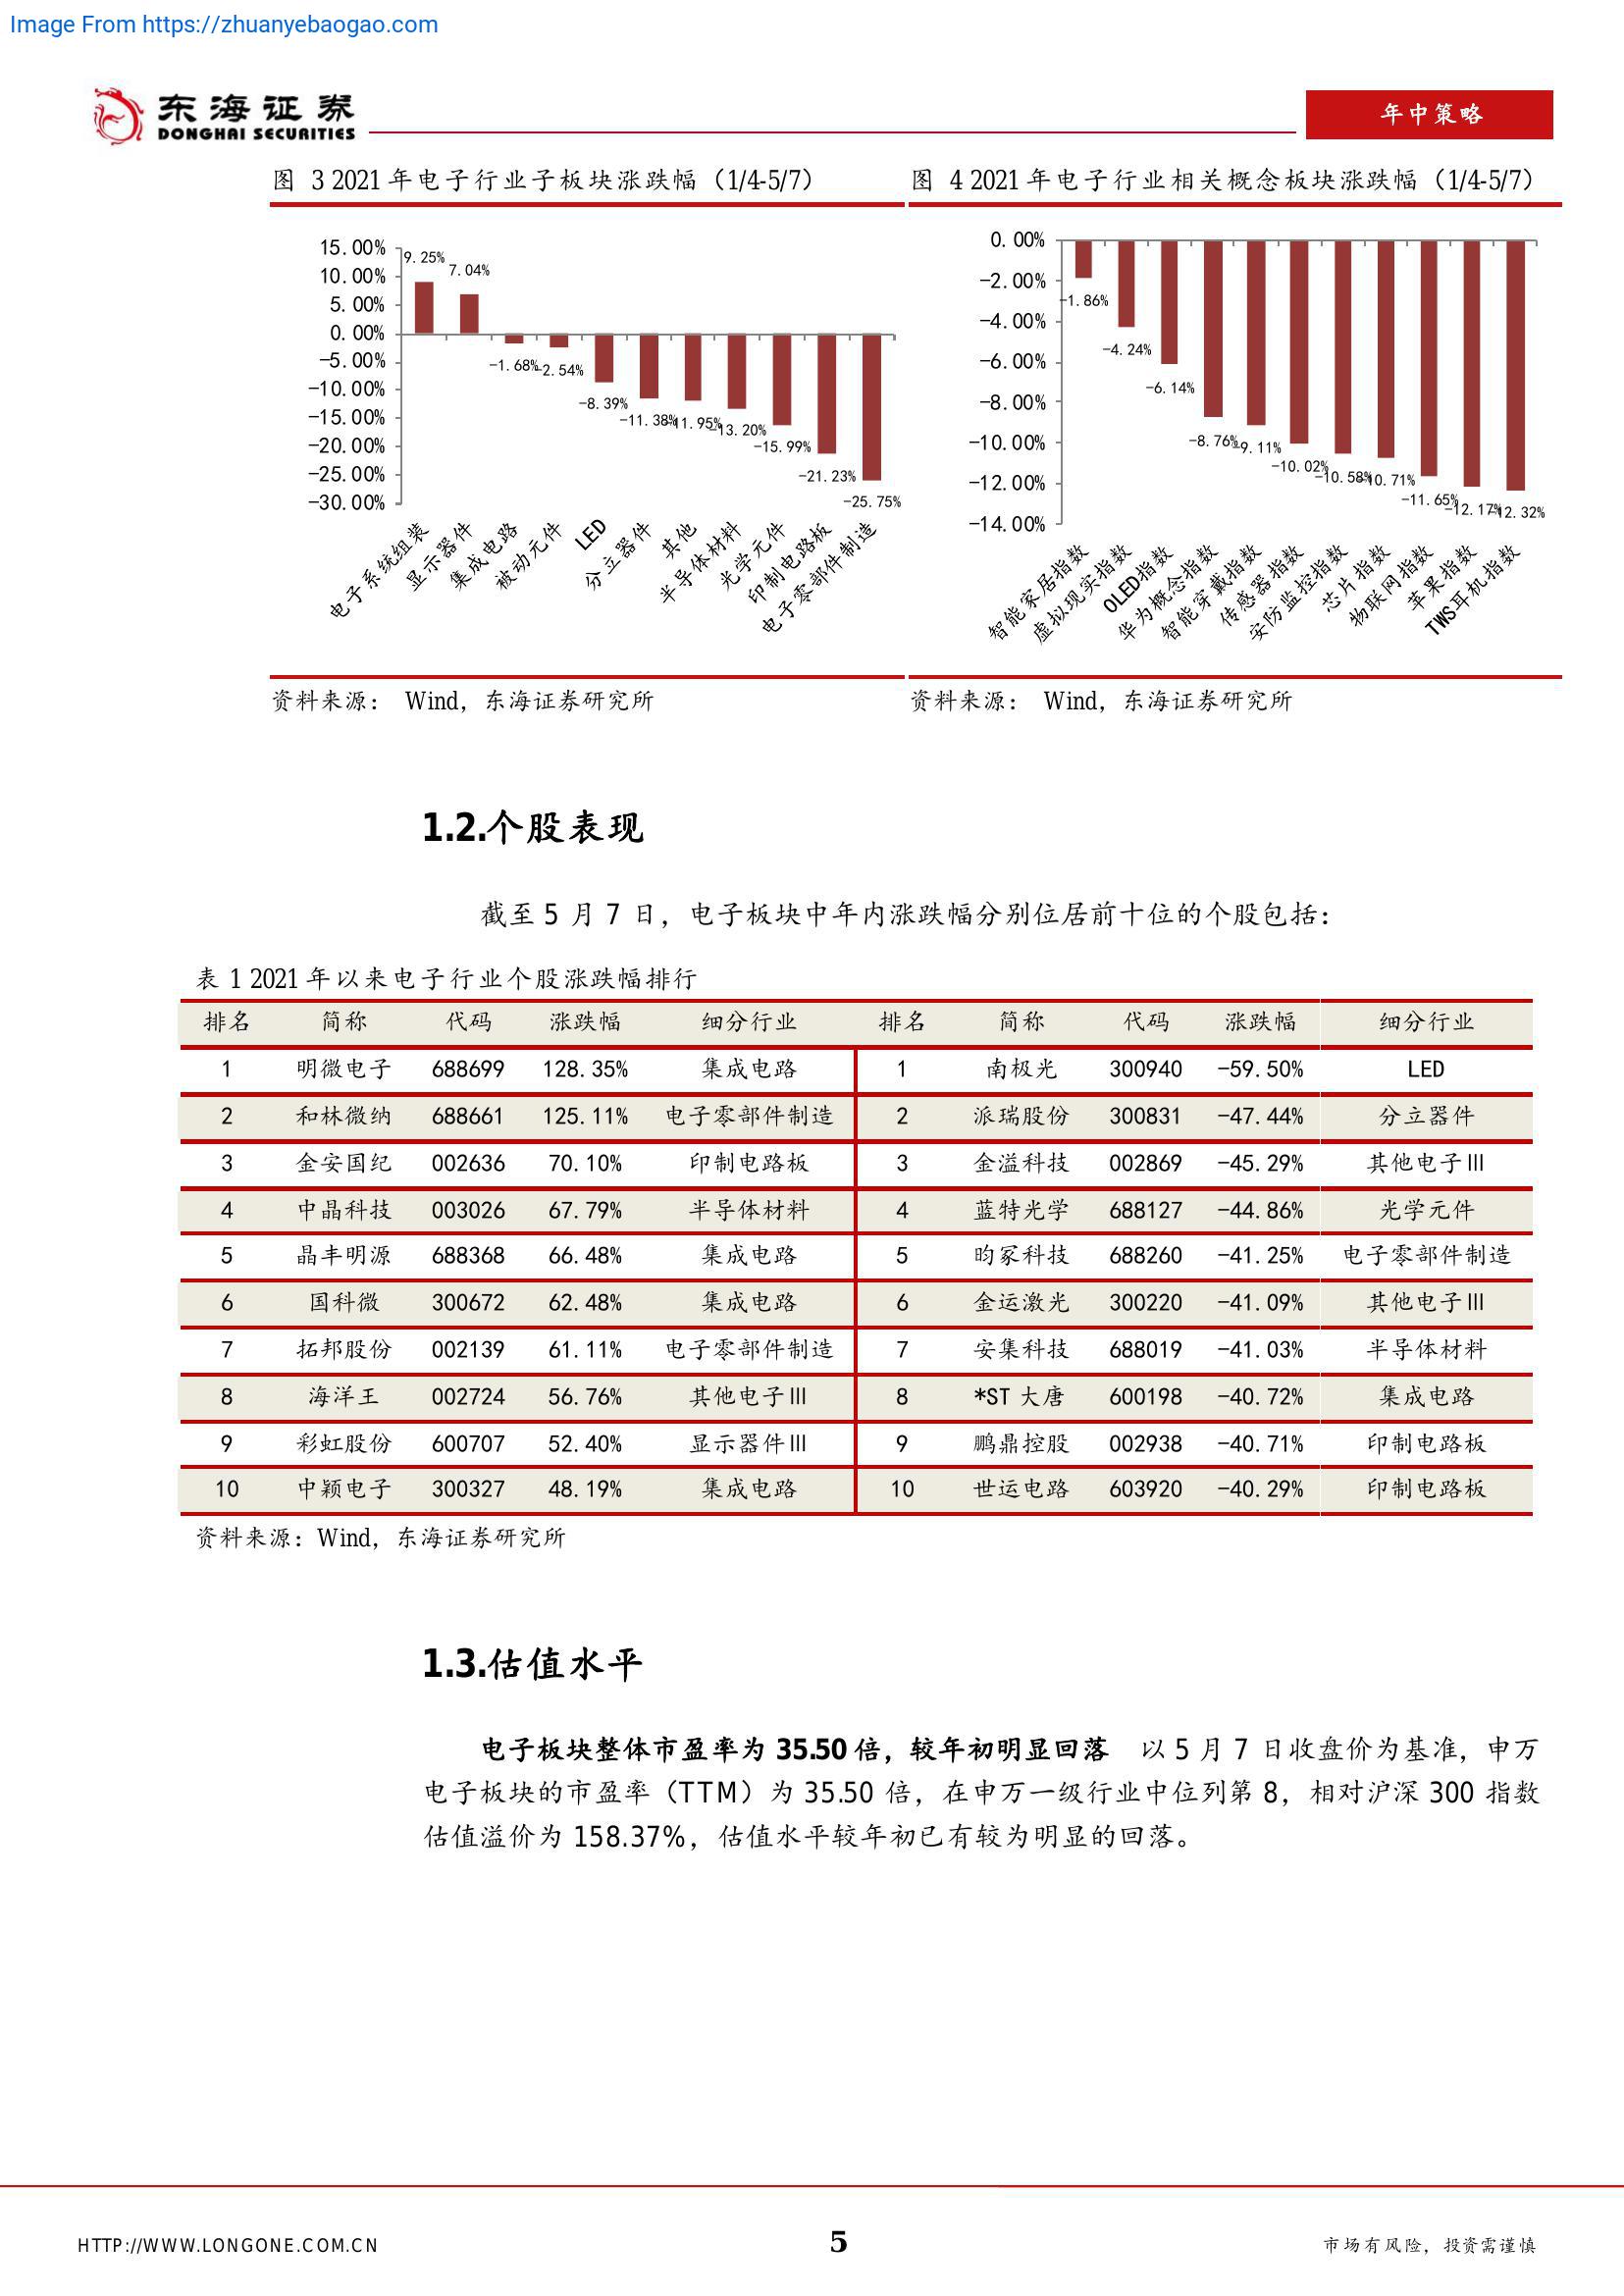 Image From https://zhuanyebaogao.com
东海证券
DONGHAI SECURITIES
年中策略
图 3 2021 年电子行业子板块涨跌幅（1/4-5/7）
15.00%
10.00%
5.00%
0.00%
-5.00%
-10.00%
-15.00%
-20.00%
-25.00%
-30.00%
9.25%
7.04%
-1.68%
-2.54%
-8.39%
-11.38%
-11.95%
-13.20%
-15.99%
-21.23%
-25.75%
电子系统组装
显示器件
集成电路
被动元件
LED
分立器件
其他
半导体材料
光学元件
印制电路板
电子零部件制造
资料来源： Wind，东海证券研究所
图 4 2021 年电子行业相关概念板块涨跌幅（1/4-5/7）
0.00%
-2.00%
-4.00%
-6.00%
-8.00%
-10.00%
-12.00%
-14.00%
-1.86%
-4.24%
-6.14%
-8.76%
-9.11%
-10.02%
-10.58%
-10.71%
-11.65%
-12.17%
-12.32%
智能家居指数
虚拟现实指数
OLED指数
华为概念指数
智能穿戴指数
传感器指数
安防监控指数
芯片指数
物联网指数
苹果指数
TWS耳机指数
资料来源： Wind，东海证券研究所
1.2.个股表现
截至 5 月 7 日，电子板块中年内涨跌幅分别位居前十位的个股包括：
表 1 2021 年以来电子行业个股涨跌幅排行
排名 简称 代码 涨跌幅 细分行业 排名 简称 代码 涨跌幅 细分行业
1 明微电子 688699 128.35% 集成电路 1 南极光 300940 -59.50% LED
2 和林微纳 688661 125.11% 电子零部件制造 2 派瑞股份 300831 -47.44% 分立器件
3 金安国纪 002636 70.10% 印制电路板 3 金溢科技 002869 -45.29% 其他电子Ⅲ
4 中晶科技 003026 67.79% 半导体材料 4 蓝特光学 688127 -44.86% 光学元件
5 晶丰明源 688368 66.48% 集成电路 5 昀冢科技 688260 -41.25% 电子零部件制造
6 国科微 300672 62.48% 集成电路 6 金运激光 300220 -41.09% 其他电子Ⅲ
7 拓邦股份 002139 61.11% 电子零部件制造 7 安集科技 688019 -41.03% 半导体材料
8 海洋王 002724 56.76% 其他电子Ⅲ 8 *ST 大唐 600198 -40.72% 集成电路
9 彩虹股份 600707 52.40% 显示器件Ⅲ 9 鹏鼎控股 002938 -40.71% 印制电路板
10 中颖电子 300327 48.19% 集成电路 10 世运电路 603920 -40.29% 印制电路板
资料来源：Wind，东海证券研究所
1.3.估值水平
电子板块整体市盈率为 35.50 倍，较年初明显回落 以 5 月 7 日收盘价为基准，申万
电子板块的市盈率（TTM）为 35.50 倍，在申万一级行业中位列第 8，相对沪深 300 指数
估值溢价为 158.37%，估值水平较年初已有较为明显的回落。
HTTP://WWW.LONGONE.COM.CN
5
市场有风险，投资需谨慎